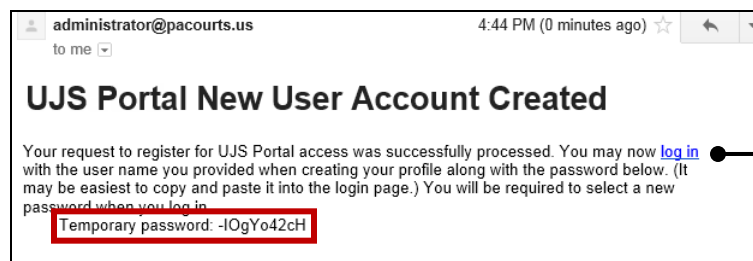 administrator@pacourts.us 4:44 PM (0 minutes ago)
to me
UJS Portal New User Account Created
Your request to register for UJS Portal access was successfully processed. You may now log in
with the user name you provided when creating your profile along with the password below. (It
may be easiest to copy and paste it into the login page.) You will be required to select a new
password when you log in
Temporary password: -IOgYo42cH